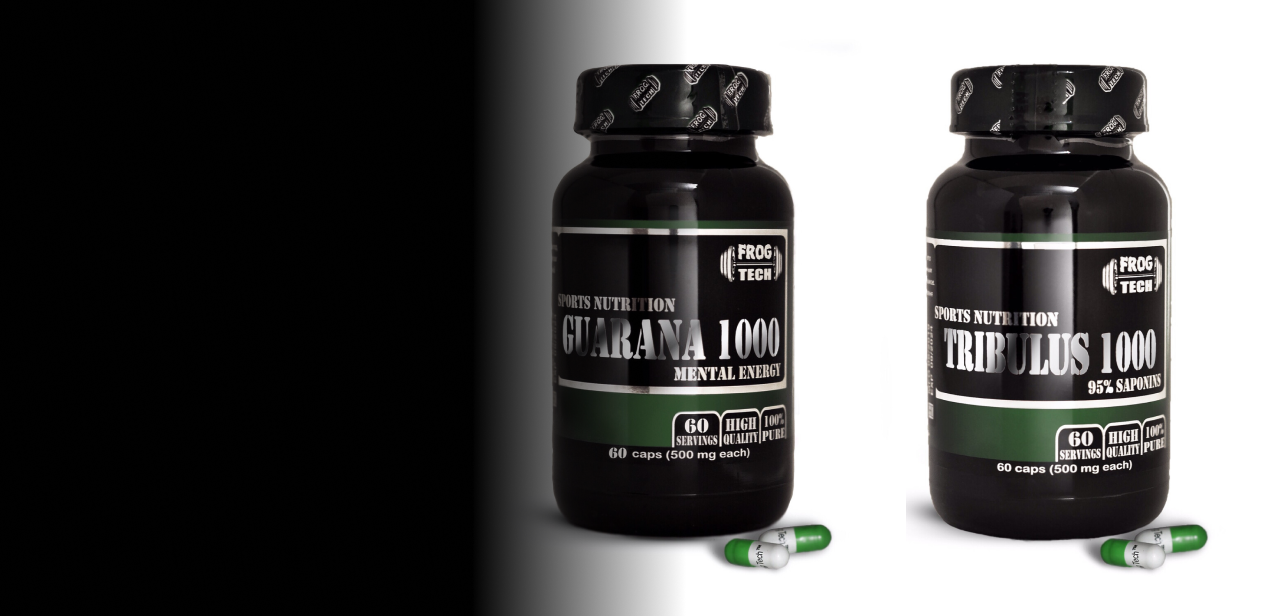 FROG
TECH
SPORTS NUTRITION
GUARANA 1000
MENTAL ENERGY
60
SERVINGS
HIGH
QUALITY
100%
PURE
60 caps (500 mg each)
FROG
TECH
SPORTS NUTRITION
TRIBULUS 1000
95% SAPONINS
60
SERVINGS
HIGH
QUALITY
100%
PURE
60 caps (500 mg each)